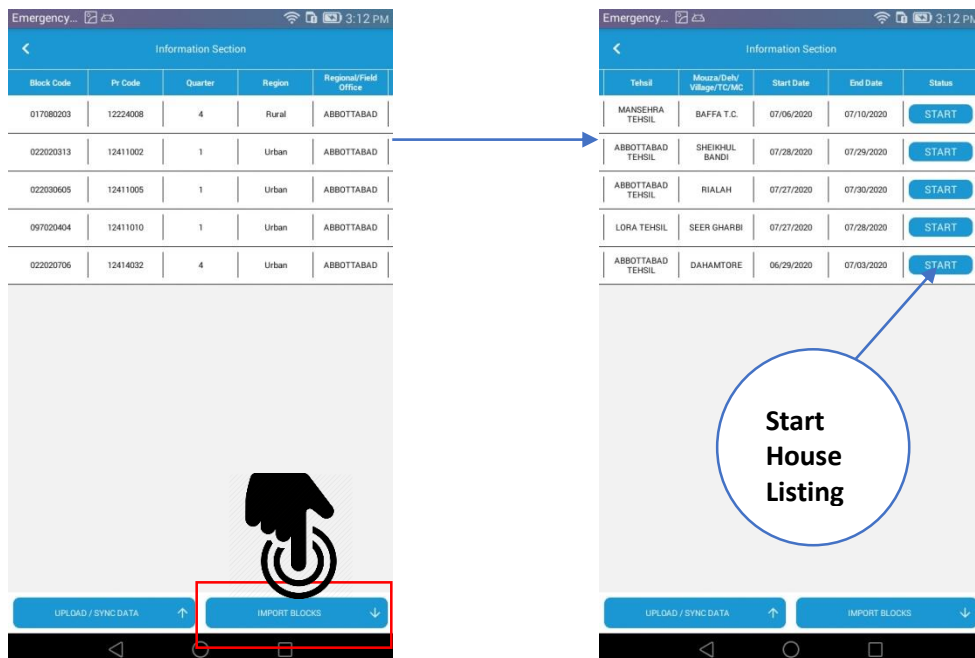 Emergency... 3:12 PM
Information Section
Block Code Pr Code Quarter Region Regional/Field
Office
017080203 12224008 4 Rural ABBOTTABAD
022020313 12411002 1 Urban ABBOTTABAD
022030605 12411005 1 Urban ABBOTTABAD
097020404 12411010 1 Urban ABBOTTABAD
022020706 12414032 4 Urban ABBOTTABAD
UPLOAD / SYNC DATA IMPORT BLOCKS
Emergency... 3:12 PM
Information Section
Tehsil Mouza/Deh/
Village/TC/MC Start Date End Date Status
MANSEHRA
TEHSIL BAFFA T.C. 07/06/2020 07/10/2020 START
ABBOTTABAD
TEHSIL SHEIKHUL
BANDI 07/28/2020 07/29/2020 START
ABBOTTABAD
TEHSIL RIALAH 07/27/2020 07/30/2020 START
LORA TEHSIL SEER GHARBI 07/27/2020 07/28/2020 START
ABBOTTABAD
TEHSIL DAHAMTORE 06/29/2020 07/03/2020 START
Start
House
Listing
UPLOAD / SYNC DATA IMPORT BLOCKS